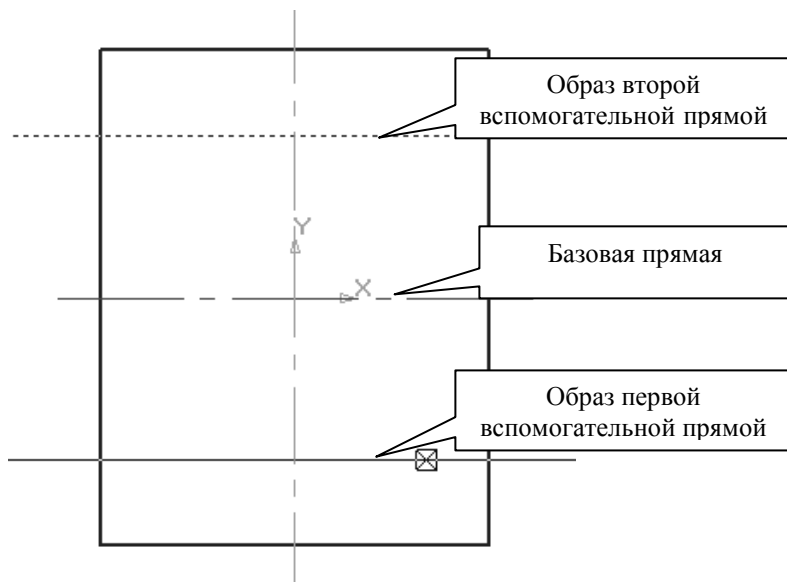 Образ второй
вспомогательной прямой
Y
Базовая прямая
X
Образ первой
вспомогательной прямой